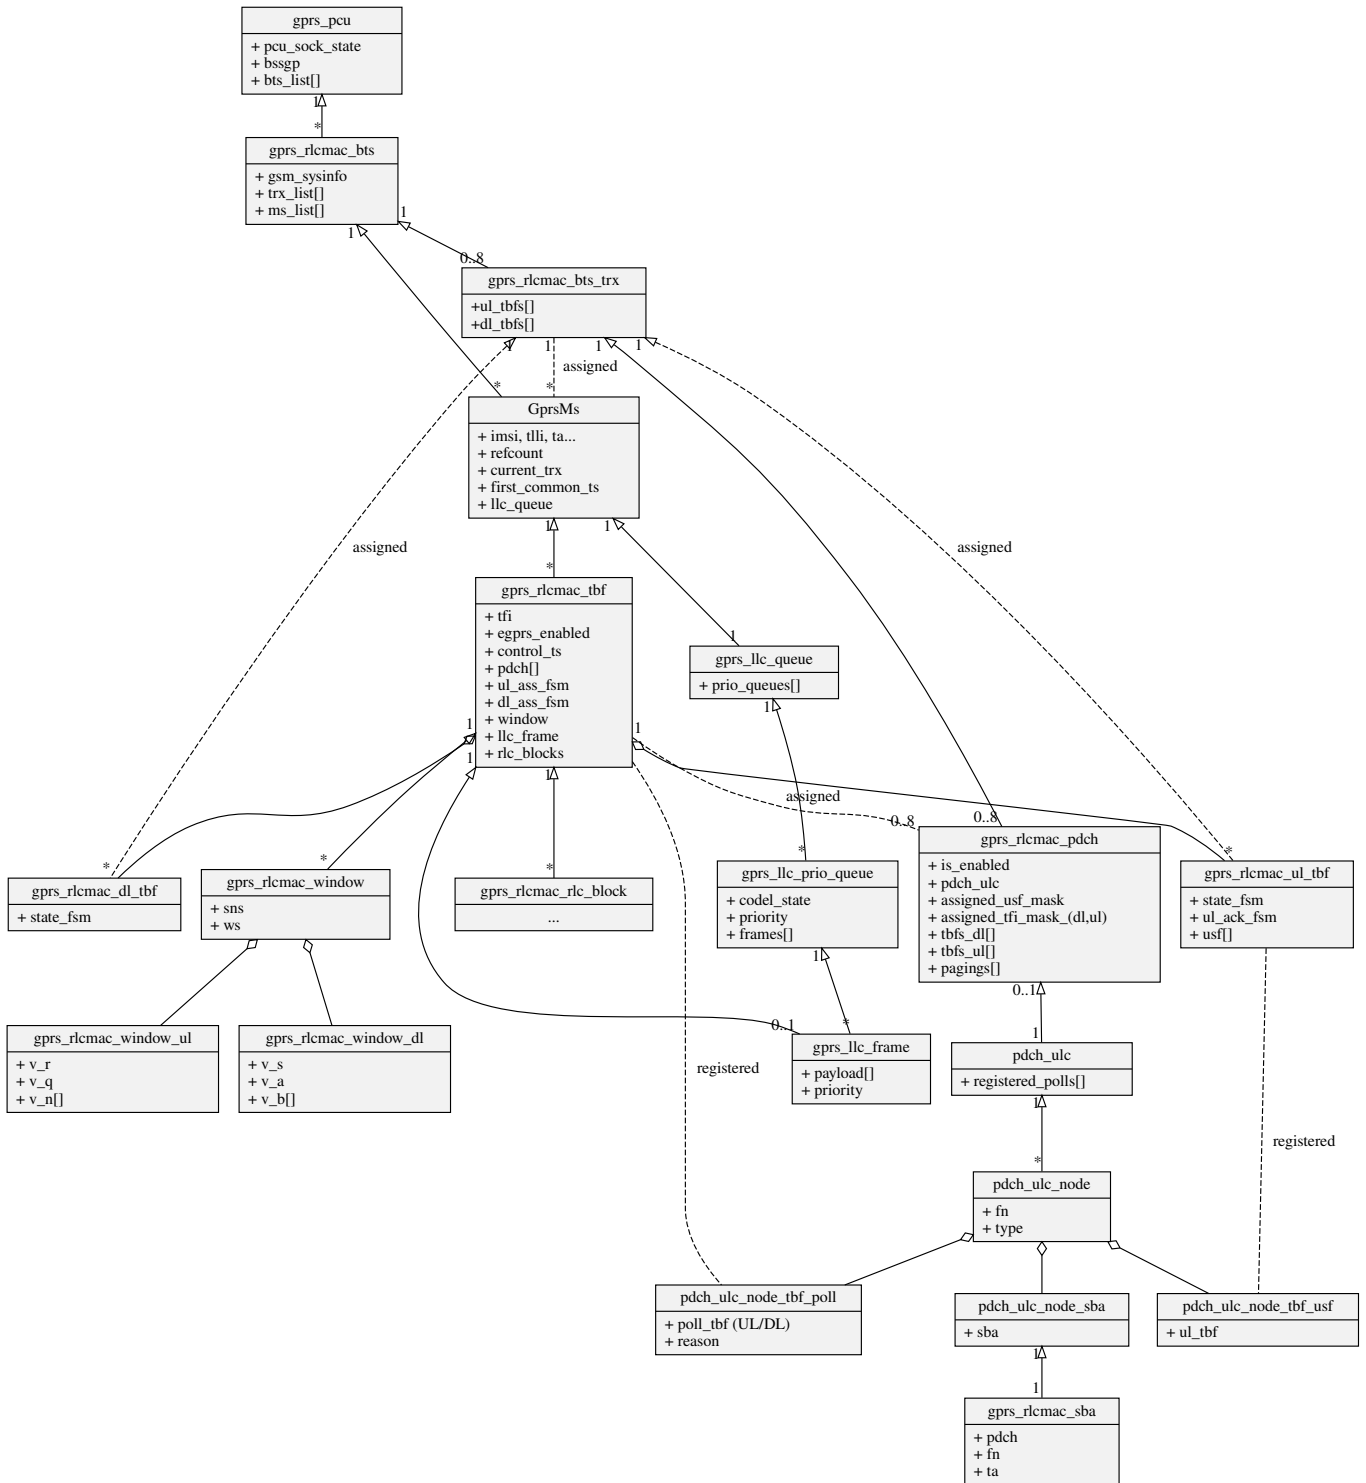 gprs_pcu
+ pcu_sock_state
+ bssgp
+ bts_list[]
1
*
gprs_rlcmac_bts
+ gsm_sysinfo
+ trx_list[]
+ ms_list[]
1
1
0..8
gprs_rlcmac_bts_trx
+ul_tbfs[]
+dl_tbfs[]
1
1
1
1
assigned
*
*
GprsMs
+ imsi, tlli, ta...
+ refcount
+ current_trx
+ first_common_ts
+ llc_queue
1
1
assigned
assigned
*
gprs_rlcmac_tbf
+ tfi
+ egprs_enabled
+ control_ts
+ pdch[]
+ ul_ass_fsm
+ dl_ass_fsm
+ window
+ llc_frame
+ rlc_blocks
1
gprs_llc_queue
+ prio_queues[]
1
1
1
1
1
assigned
0..8
0..8
*
*
*
*
*
gprs_rlcmac_dl_tbf
+ state_fsm
gprs_rlcmac_window
+ sns
+ ws
gprs_rlcmac_rlc_block
...
gprs_llc_prio_queue
+ codel_state
+ priority
+ frames[]
gprs_rlcmac_pdch
+ is_enabled
+ pdch_ulc
+ assigned_usf_mask
+ assigned_tfi_mask_(dl,ul)
+ tbfs_dl[]
+ tbfs_ul[]
+ pagings[]
gprs_rlcmac_ul_tbf
+ state_fsm
+ ul_ack_fsm
+ usf[]
1
0..1
gprs_rlcmac_window_ul
+ v_r
+ v_q
+ v_n[]
gprs_rlcmac_window_dl
+ v_s
+ v_a
+ v_b[]
registered
0..1
*
gprs_llc_frame
+ payload[]
+ priority
1
pdch_ulc
+ registered_polls[]
1
registered
*
pdch_ulc_node
+ fn
+ type
pdch_ulc_node_tbf_poll
+ poll_tbf (UL/DL)
+ reason
pdch_ulc_node_sba
+ sba
pdch_ulc_node_tbf_usf
+ ul_tbf
1
1
gprs_rlcmac_sba
+ pdch
+ fn
+ ta